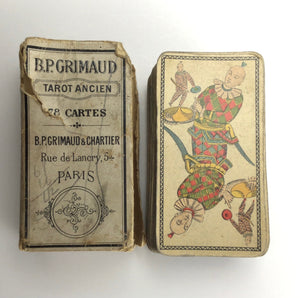 B.P. GRIMAUD
TAROT ANCIEN
78 CARTES
B.P. GRIMAUD & CHARTIER
Rue de Lancry, 54
PARIS